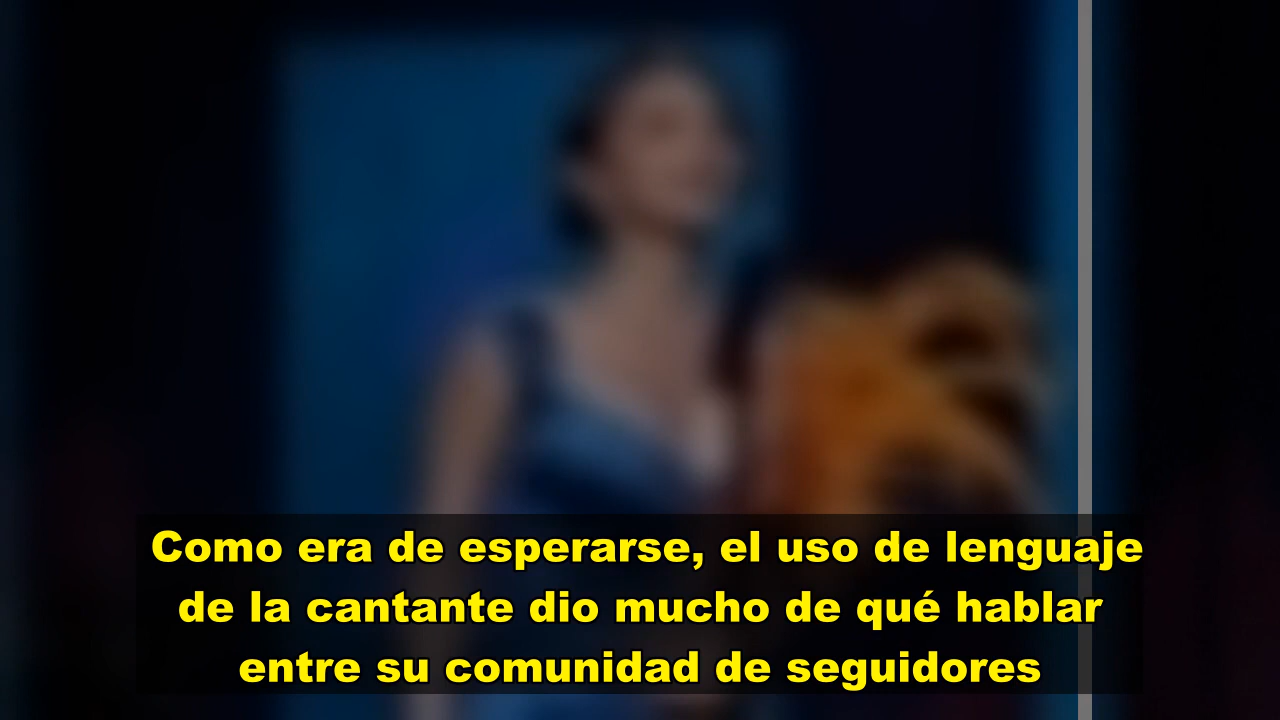 Como era de esperarse, el uso de lenguaje
de la cantante dio mucho de qué hablar
entre su comunidad de seguidores